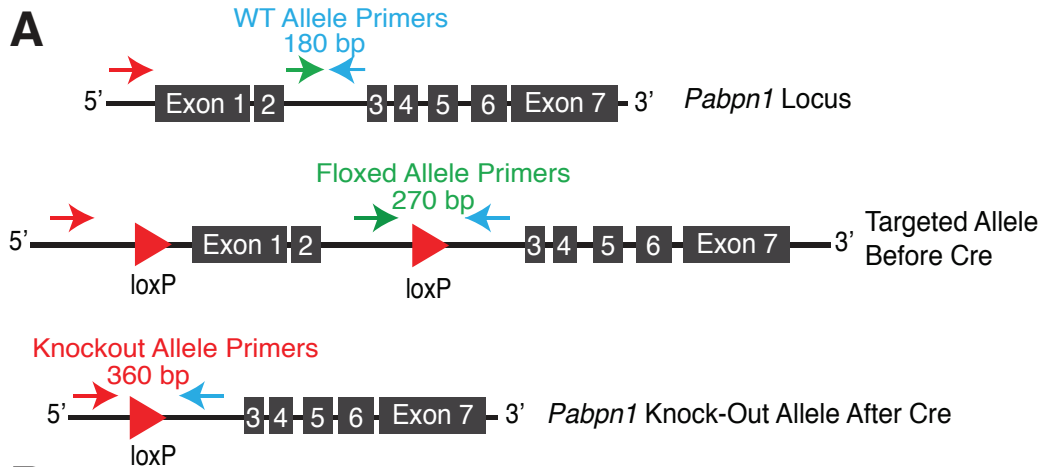 A
WT Allele Primers
180 bp
5’ Exon 1 2 3 4 5 6 Exon 7 3’ Pabpn1 Locus
Floxed Allele Primers
270 bp
5’ Exon 1 2 3 4 5 6 Exon 7 3’ Targeted Allele
Before Cre
loxP loxP
Knockout Allele Primers
360 bp
5’ 3 4 5 6 Exon 7 3’ Pabpn1 Knock-Out Allele After Cre
loxP